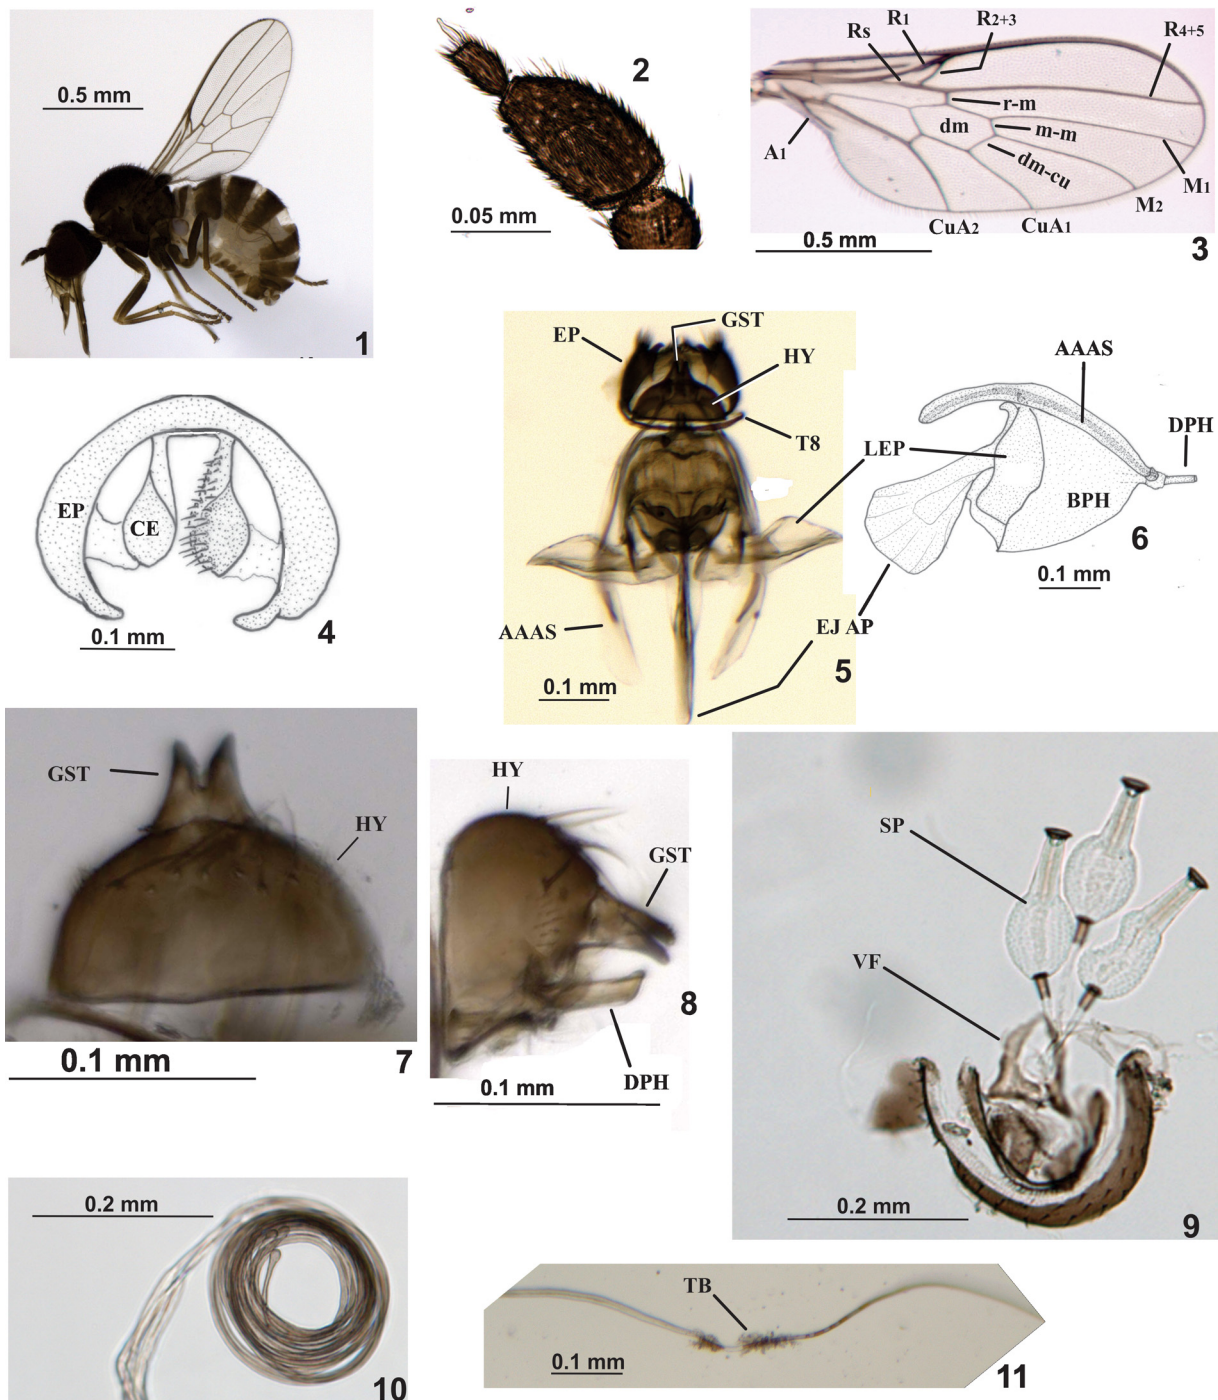 0.5 mm
1
2
0.05 mm
Rs
R1
R2+3
R4+5
r-m
dm
m-m
A1
dm-cu
M1
M2
CuA2
CuA1
0.5 mm
3
EP
CE
0.1 mm
4
EP
GST
HY
T8
LEP
AAAS
EJ AP
0.1 mm
5
AAAS
DPH
BPH
6
0.1 mm
GST
HY
0.1 mm
7
HY
GST
8
DPH
0.1 mm
SP
VF
0.2 mm
9
0.2 mm
10
TB
0.1 mm
11